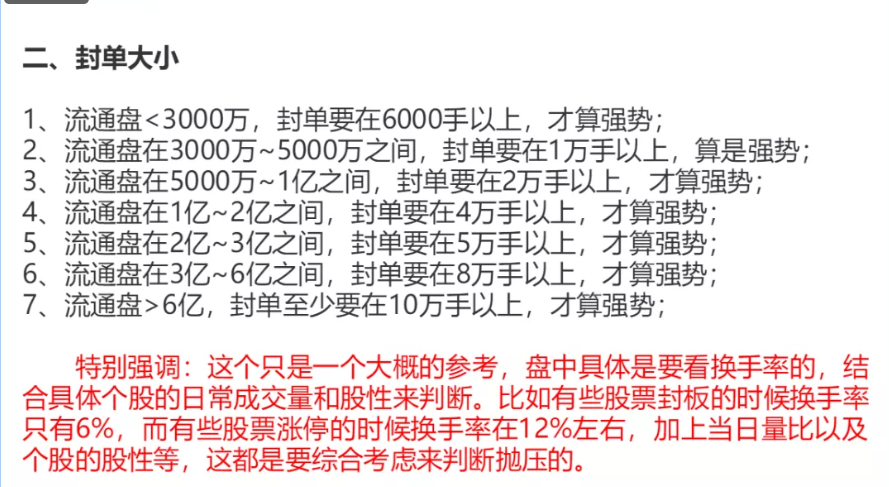 二、封单大小
1、流通盘<3000万，封单要在6000手以上，才算强势；
2、流通盘在3000万~5000万之间，封单要在1万手以上，算是强势；
3、流通盘在5000万~1亿之间，封单要在2万手以上，才算强势；
4、流通盘在1亿~2亿之间，封单要在4万手以上，才算强势；
5、流通盘在2亿~3亿之间，封单要在5万手以上，才算强势；
6、流通盘在3亿~6亿之间，封单要在8万手以上，才算强势；
7、流通盘>6亿，封单至少要在10万手以上，才算强势；
特别强调：这个只是一个大概的参考，盘中具体是要看换手率的，结
合具体个股的日常成交量和股性来判断。比如有些股票封板的时候换手率
只有6%，而有些股票涨停的时候换手率在12%左右，加上当日量比以及
个股的股性等，这都是要综合考虑来判断抛压的。